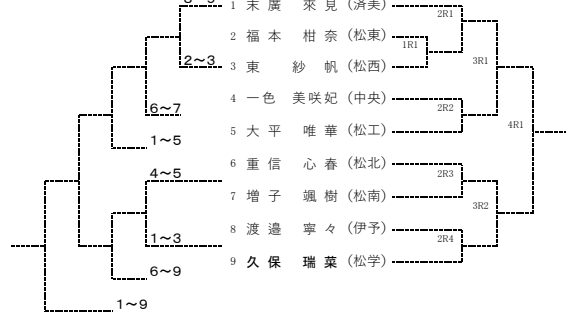 1 末廣 來見 (済美)
2R1
2 福本 柑奈 (松東)
1R1
2～3 3 東 紗帆 (松西)
3R1
4 一色 美咲妃 (中央)
6～7
2R2
1～5 5 大平 唯華 (松工)
4R1
6 重信 心春 (松北)
4～5
2R3
7 増子 颯樹 (松南)
3R2
8 渡邉 寧々 (伊予)
1～3
2R4
9 久保 瑞菜 (松学)
6～9
1～9